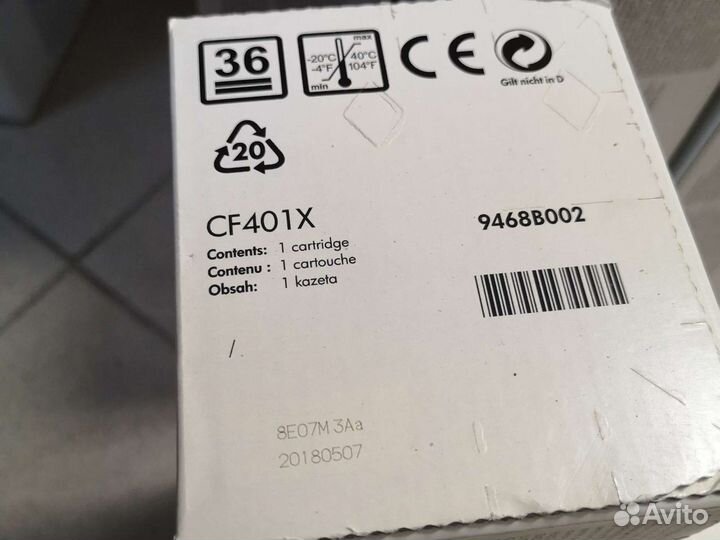 36
max
-20°C 40°C
-4°F 104°F
min
CE
Gilt nicht in D
20
CF401X
9468B002
Contents: 1 cartridge
Contenu : 1 cartouche
Obsah: 1 kazeta
/
8E07M 3Aa
20180507
Avito